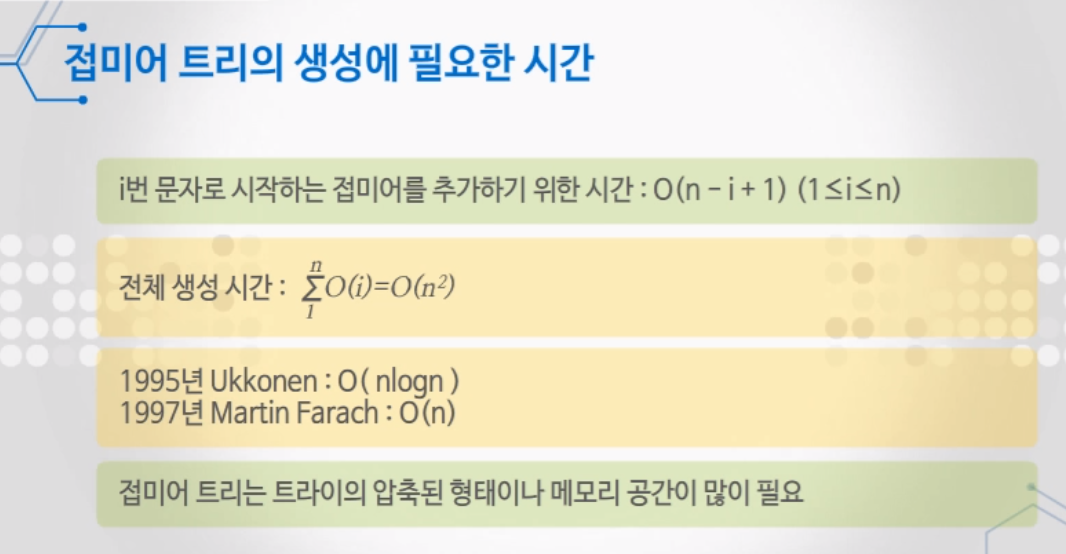 접미어 트리의 생성에 필요한 시간
i번 문자로 시작하는 접미어를 추가하기 위한 시간 : O(n - i + 1) (1≤i≤n)
전체 생성 시간 : n∑1 O(i)=O(n²)
1995년 Ukkonen : O( nlogn )
1997년 Martin Farach : O(n)
접미어 트리는 트라이의 압축된 형태이나 메모리 공간이 많이 필요